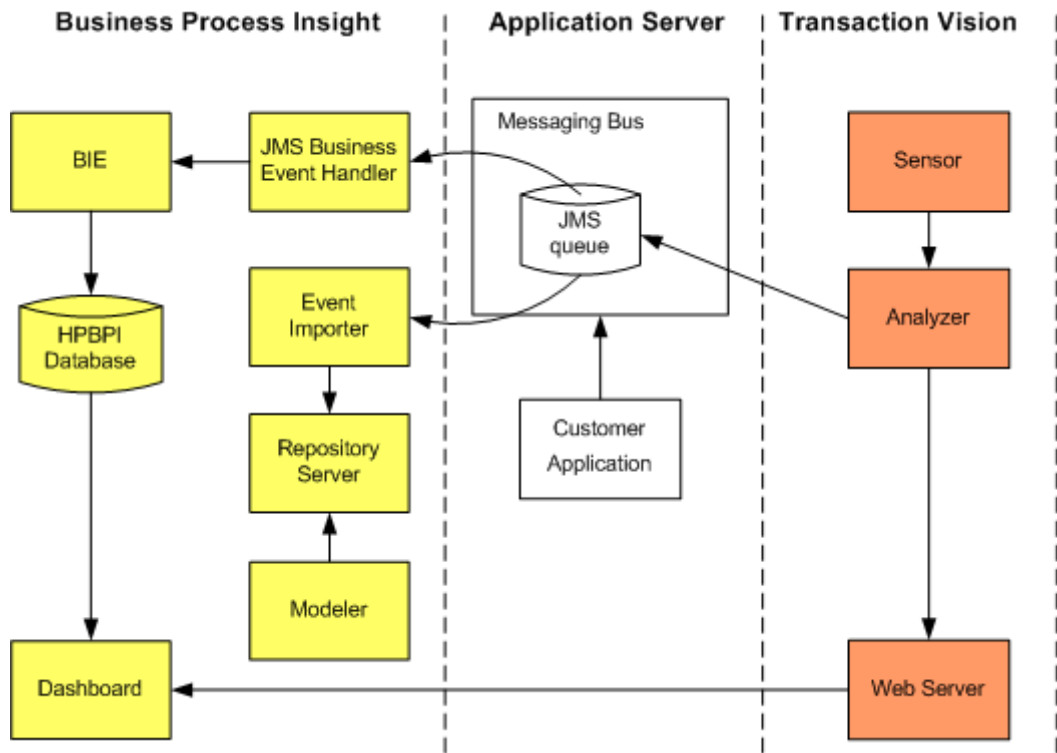 Business Process Insight
Application Server
Transaction Vision
BIE
JMS Business
Event Handler
Messaging Bus
JMS
queue
Sensor
HPBPI
Database
Event
Importer
Analyzer
Repository
Server
Customer
Application
Modeler
Dashboard
Web Server